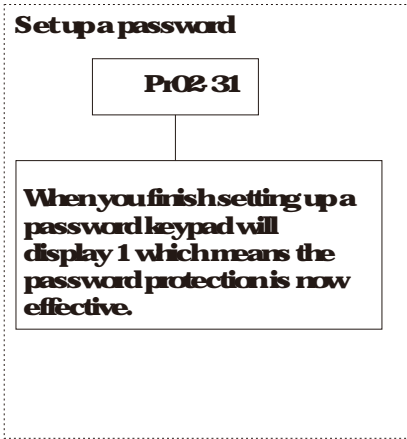 Set up a password
Pr02-31
When you finish setting up a
password keypad will
display 1 which means the
password protection is now
effective.